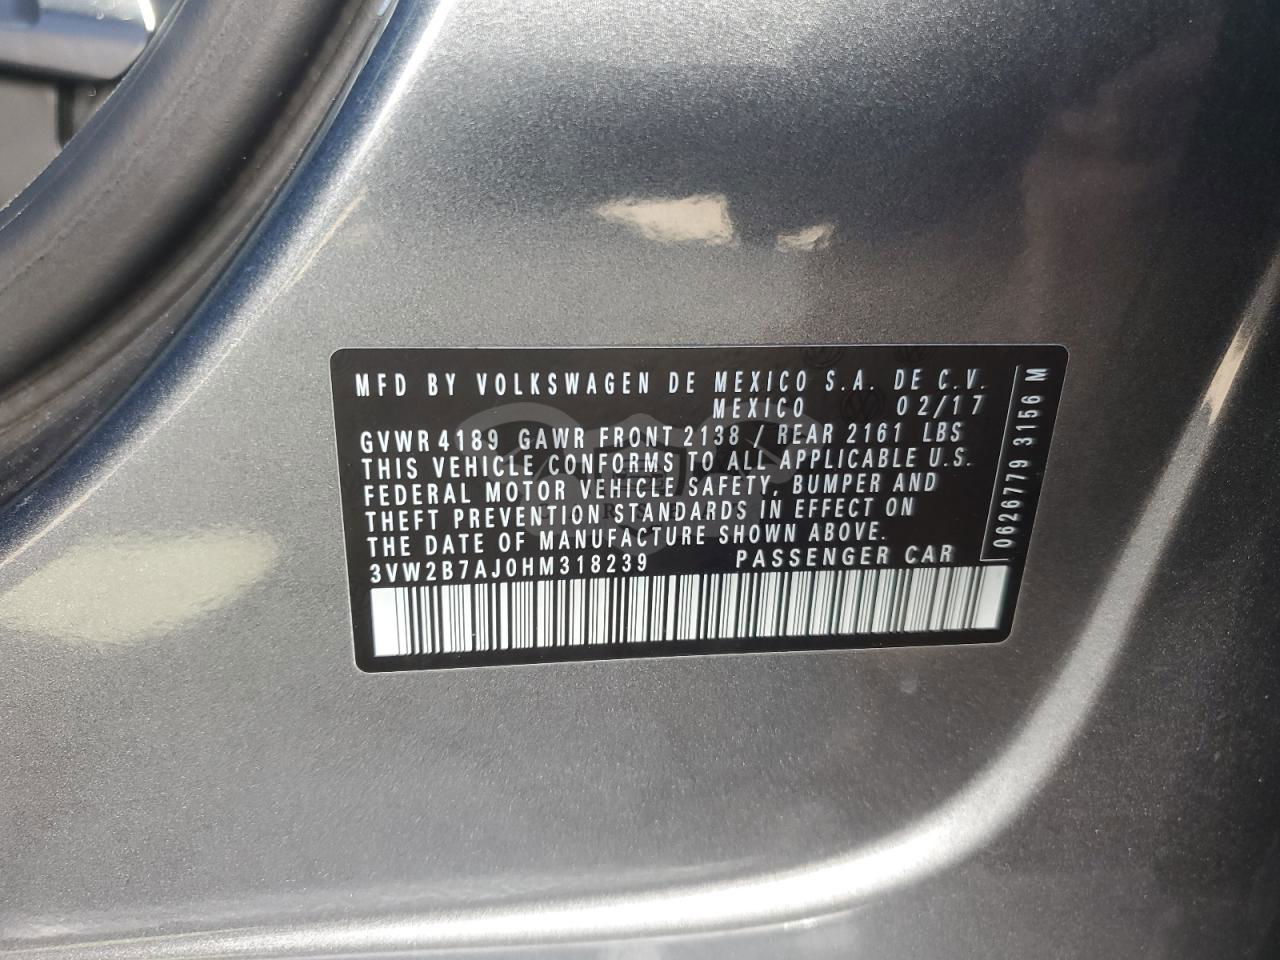 MFD BY VOLKSWAGEN DE MEXICO S.A. DE C.V.
MEXICO 02/17
GVWR 4189 GAWR FRONT 2138 / REAR 2161 LBS
THIS VEHICLE CONFORMS TO ALL APPLICABLE U.S.
FEDERAL MOTOR VEHICLE SAFETY, BUMPER AND
THEFT PREVENTION STANDARDS IN EFFECT ON
THE DATE OF MANUFACTURE SHOWN ABOVE.
3VW2B7AJ0HM318239 PASSENGER CAR
0626779 3156 M